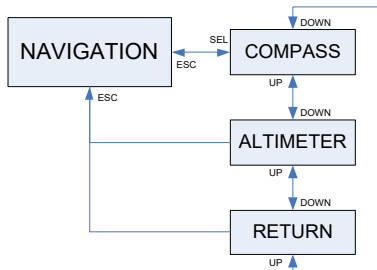 DOWN
NAVIGATION
SEL
COMPASS
ESC
UP
DOWN
ESC
ALTIMETER
UP
DOWN
RETURN
UP